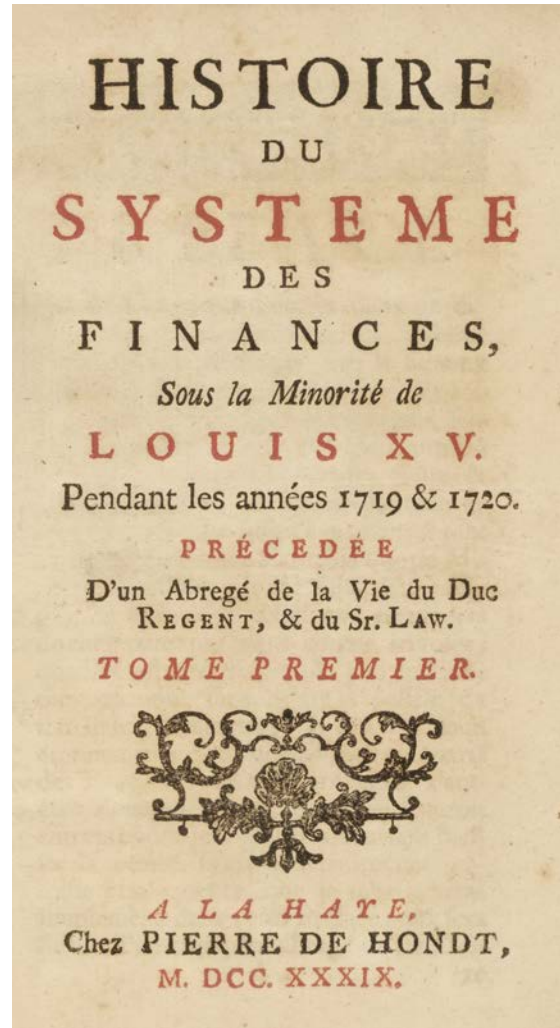 HISTOIRE
DU
SYSTEME
DES
FINANCES,
Sous la Minorité de
LOUIS XV.
Pendant les années 1719 & 1720.
PRÉCEDÉE
D'un Abregé de la Vie du Duc
REGENT, & du Sr. LAW.
TOME PREMIER.
A LA HAYE,
Chez PIERRE DE HONDT,
M. DCC. XXXIX.